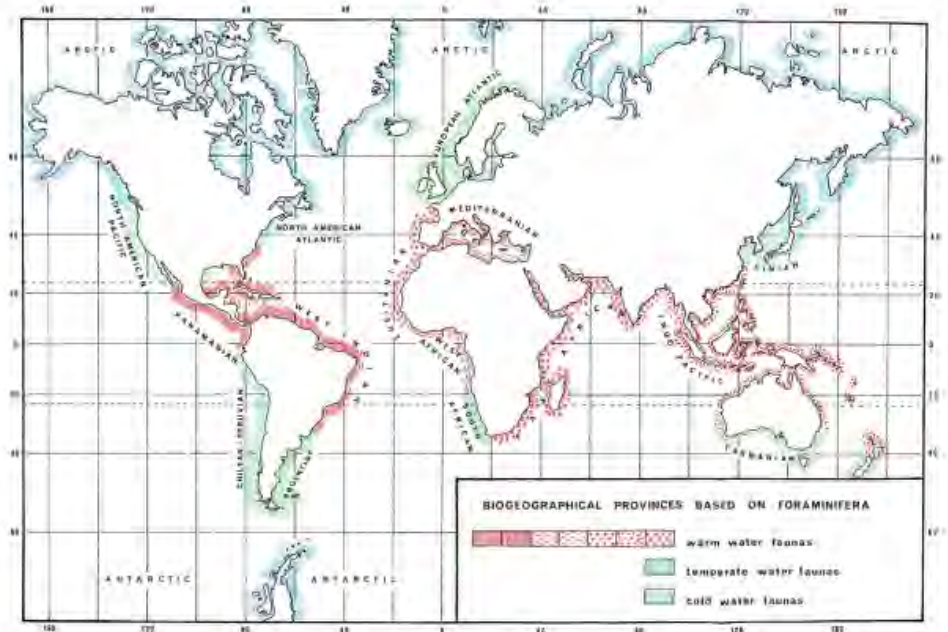 ARCTIC
ARCTIC
ARCTIC
EUROPEAN ATLANTIC
MEDITERRANEAN
NORTH AMERICAN
ATLANTIC
NORTH AMERICAN
PACIFIC
LUSITANIAN
WEST
PANAMANIAN
WEST
AFRICAN
INDO PACIFIC
CHILEAN PERUVIAN
ARGENTINE
SOUTH
AFRICAN
TASMANIAN
ANTARCTIC
ANTARCTIC
BIOGEOGRAPHICAL PROVINCES BASED ON FORAMINIFERA
warm water faunas
temperate water faunas
cold water faunas